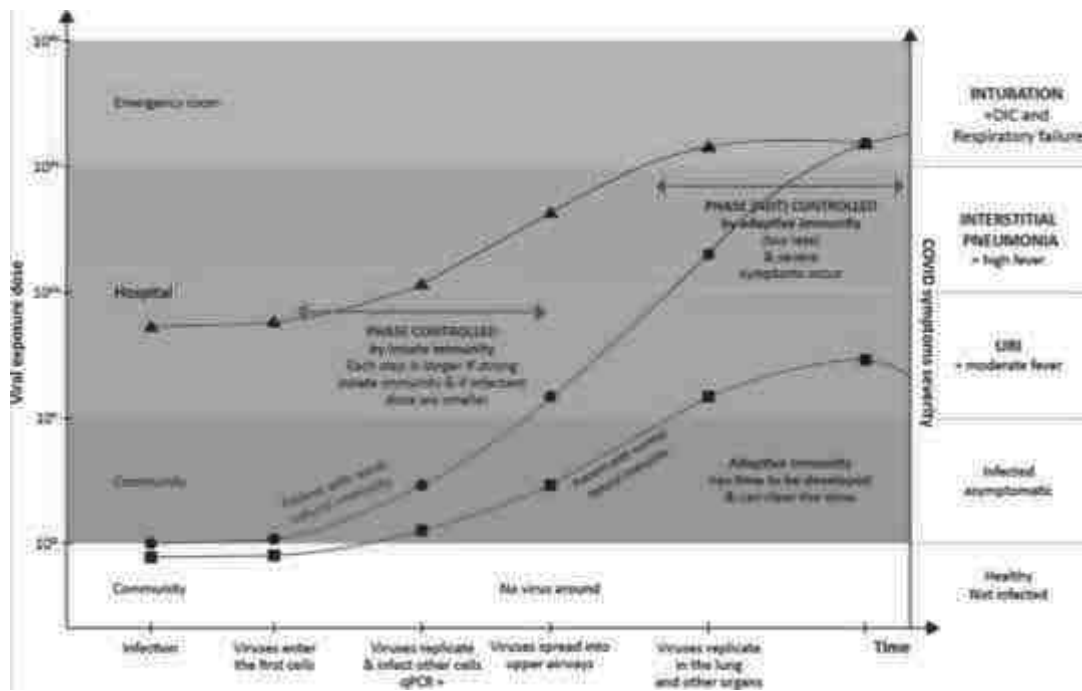 Viral exposure dose
Emergency room
Hospital
Community
Community
No virus around
PHASE CONTROLLED
by innate immunity
Each step is larger if strong
innate immunity & if infectant
dose are smaller
PHASE (NOT) CONTROLLED
by Adaptive immunity
(too late)
& severe
symptoms occur
Adaptive immunity
has time to be developed
& can clear the virus
COVID symptoms severity
INTUBATION
+DIC and
Respiratory failure
INTERSTITIAL
PNEUMONIA
+ high fever
URI
+ moderate fever
Infected
asymptomatic
Healthy
Not infected
Infection
Viruses enter
the first cells
Viruses replicate
& infect other cells
qPCR +
Viruses spread into
upper airways
Viruses replicate
in the lung
and other organs
Time